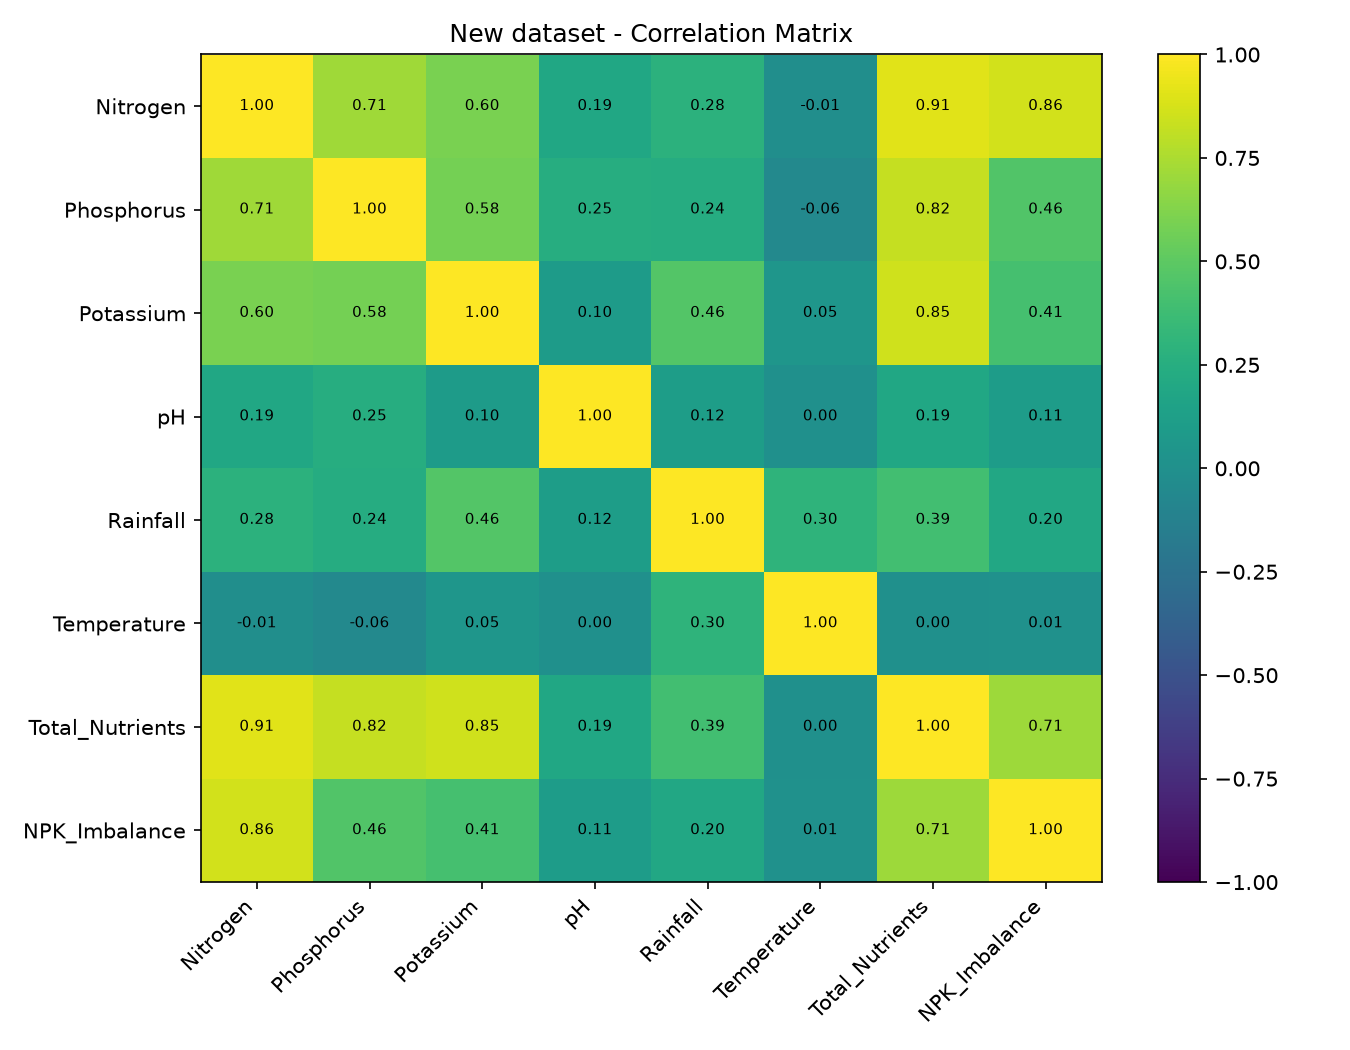 New dataset - Correlation Matrix
Nitrogen 1.00 0.71 0.60 0.19 0.28 -0.01 0.91 0.86
Phosphorus 0.71 1.00 0.58 0.25 0.24 -0.06 0.82 0.46
Potassium 0.60 0.58 1.00 0.10 0.46 0.05 0.85 0.41
pH 0.19 0.25 0.10 1.00 0.12 0.00 0.19 0.11
Rainfall 0.28 0.24 0.46 0.12 1.00 0.30 0.39 0.20
Temperature -0.01 -0.06 0.05 0.00 0.30 1.00 0.00 0.01
Total_Nutrients 0.91 0.82 0.85 0.19 0.39 0.00 1.00 0.71
NPK_Imbalance 0.86 0.46 0.41 0.11 0.20 0.01 0.71 1.00
Nitrogen Phosphorus Potassium pH Rainfall Temperature Total_Nutrients NPK_Imbalance
1.00
0.75
0.50
0.25
0.00
−0.25
−0.50
−0.75
−1.00